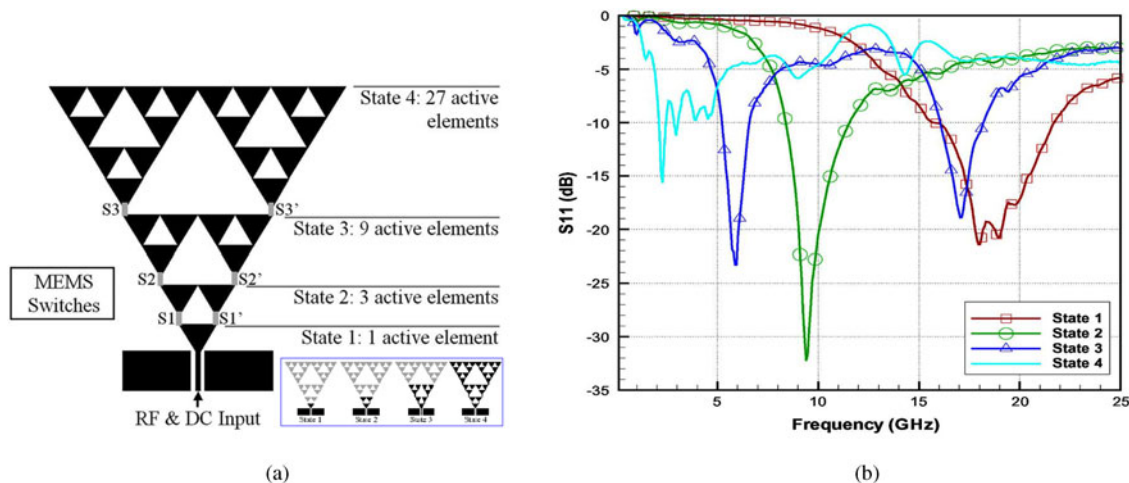 State 4: 27 active
elements
S3
S3'
State 3: 9 active elements
MEMS
Switches
S2
S2'
State 2: 3 active elements
S1
S1'
State 1: 1 active element
RF & DC Input
State 1
State 2
State 3
State 4
(a)
0
-5
-10
-15
-20
-25
-30
-35
S11 (dB)
5
10
15
20
25
Frequency (GHz)
State 1
State 2
State 3
State 4
(b)